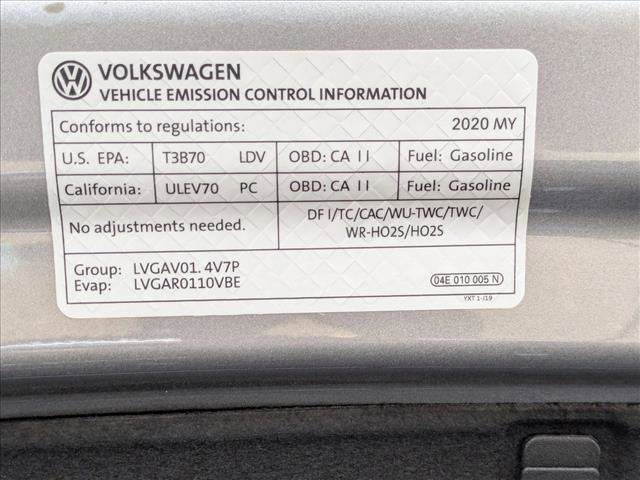 VOLKSWAGEN
VEHICLE EMISSION CONTROL INFORMATION
Conforms to regulations: 2020 MY
U.S. EPA: T3B70 LDV OBD: CA II Fuel: Gasoline
California: ULEV70 PC OBD: CA II Fuel: Gasoline
No adjustments needed. DFI/TC/CAC/WU-TWC/TWC/
WR-HO2S/HO2S
Group: LVGAV01.4V7P
Evap: LVGAR0110VBE
04E 010 005 N
YXT 1-J19